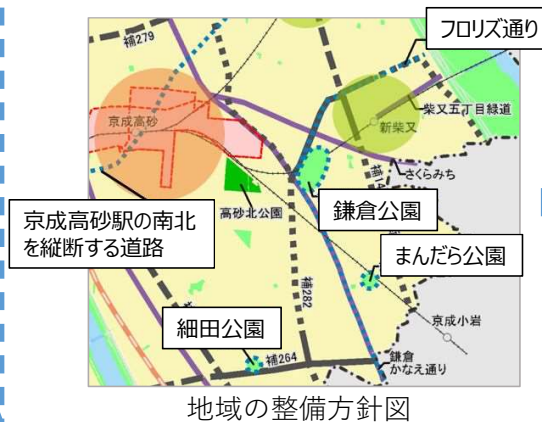 フロリズ通り
補279
柴又五丁目緑道
新柴又
京成高砂
さくらみち
補
高砂北公園
鎌倉公園
京成高砂駅の南北
を縦断する道路
まんだら公園
補282
細田公園
京成小岩
補264
鎌倉
かなえ通り
地域の整備方針図